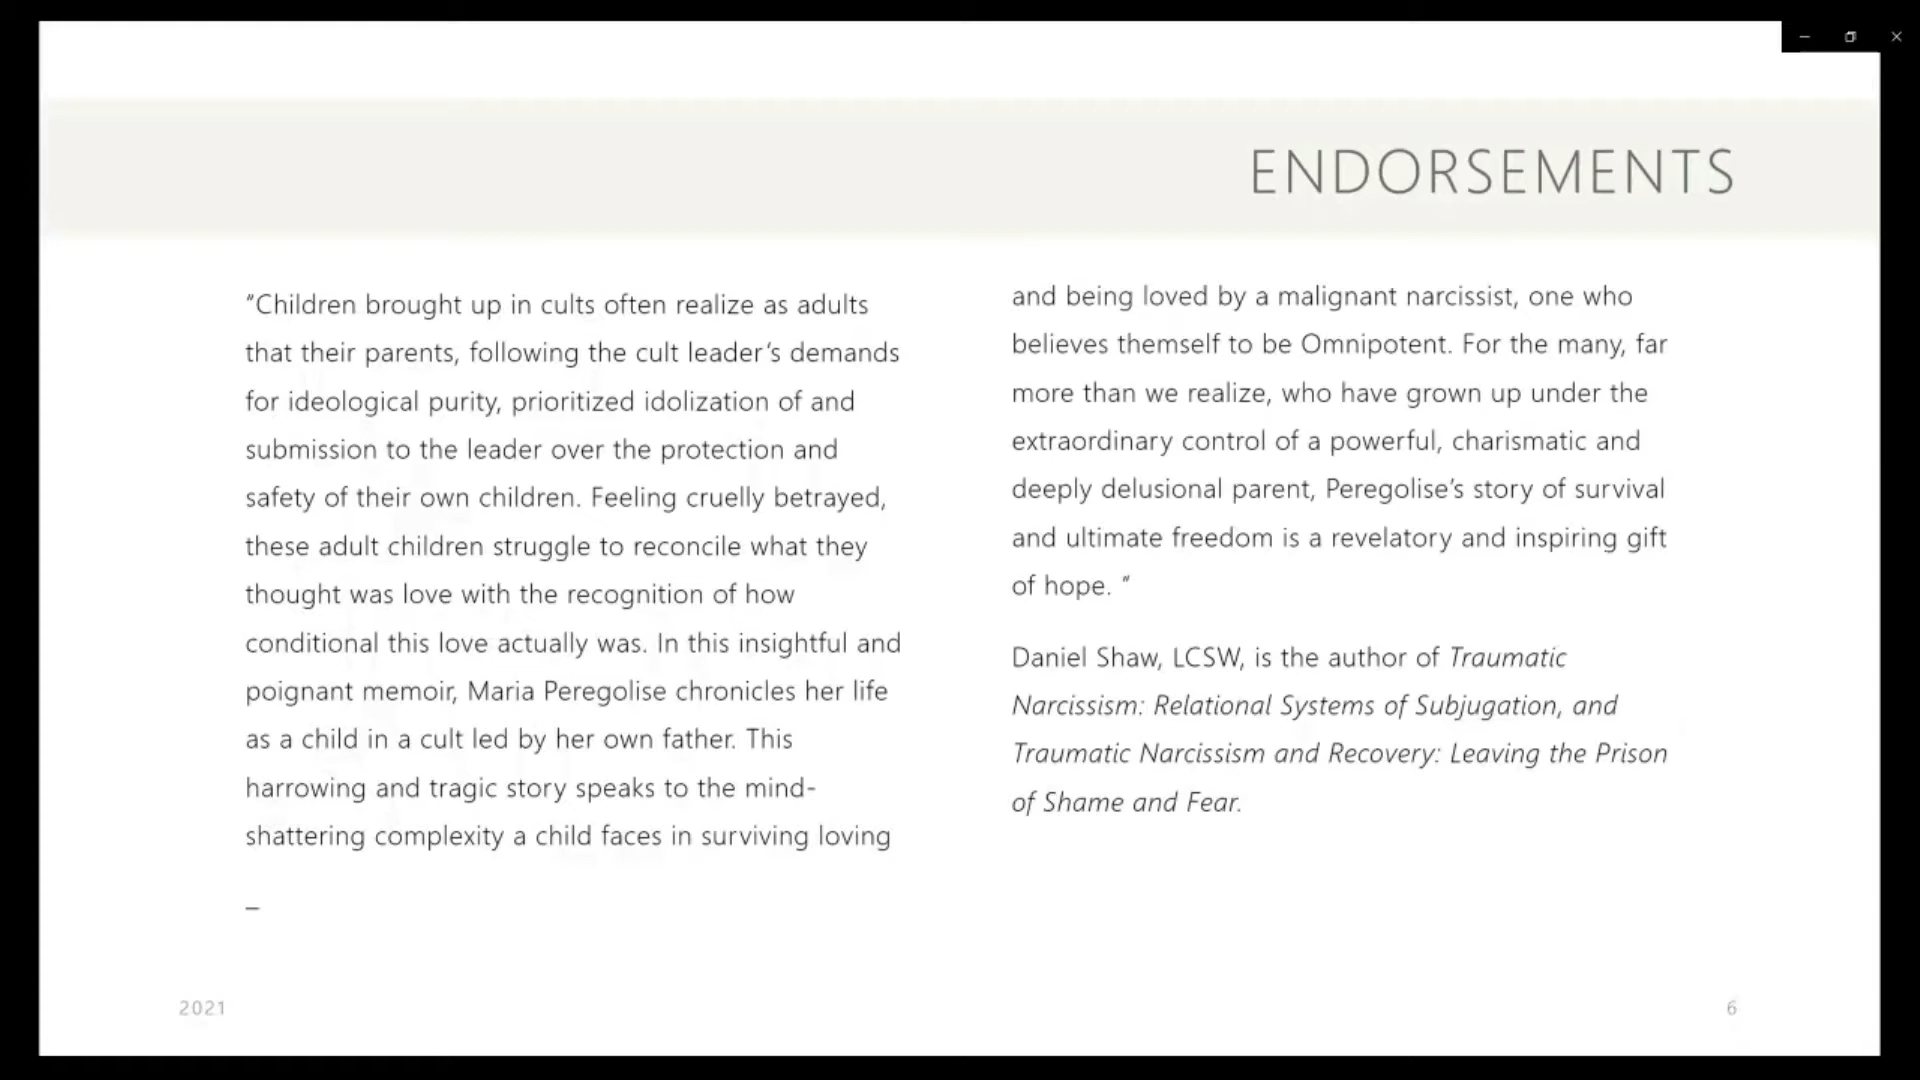 ENDORSEMENTS
"Children brought up in cults often realize as adults
that their parents, following the cult leader's demands
for ideological purity, prioritized idolization of and
submission to the leader over the protection and
safety of their own children. Feeling cruelly betrayed,
these adult children struggle to reconcile what they
thought was love with the recognition of how
conditional this love actually was. In this insightful and
poignant memoir, Maria Peregolise chronicles her life
as a child in a cult led by her own father. This
harrowing and tragic story speaks to the mind-
shattering complexity a child faces in surviving loving
–
and being loved by a malignant narcissist, one who
believes themself to be Omnipotent. For the many, far
more than we realize, who have grown up under the
extraordinary control of a powerful, charismatic and
deeply delusional parent, Peregolise's story of survival
and ultimate freedom is a revelatory and inspiring gift
of hope. "
Daniel Shaw, LCSW, is the author of Traumatic
Narcissism: Relational Systems of Subjugation, and
Traumatic Narcissism and Recovery: Leaving the Prison
of Shame and Fear.
2021
6